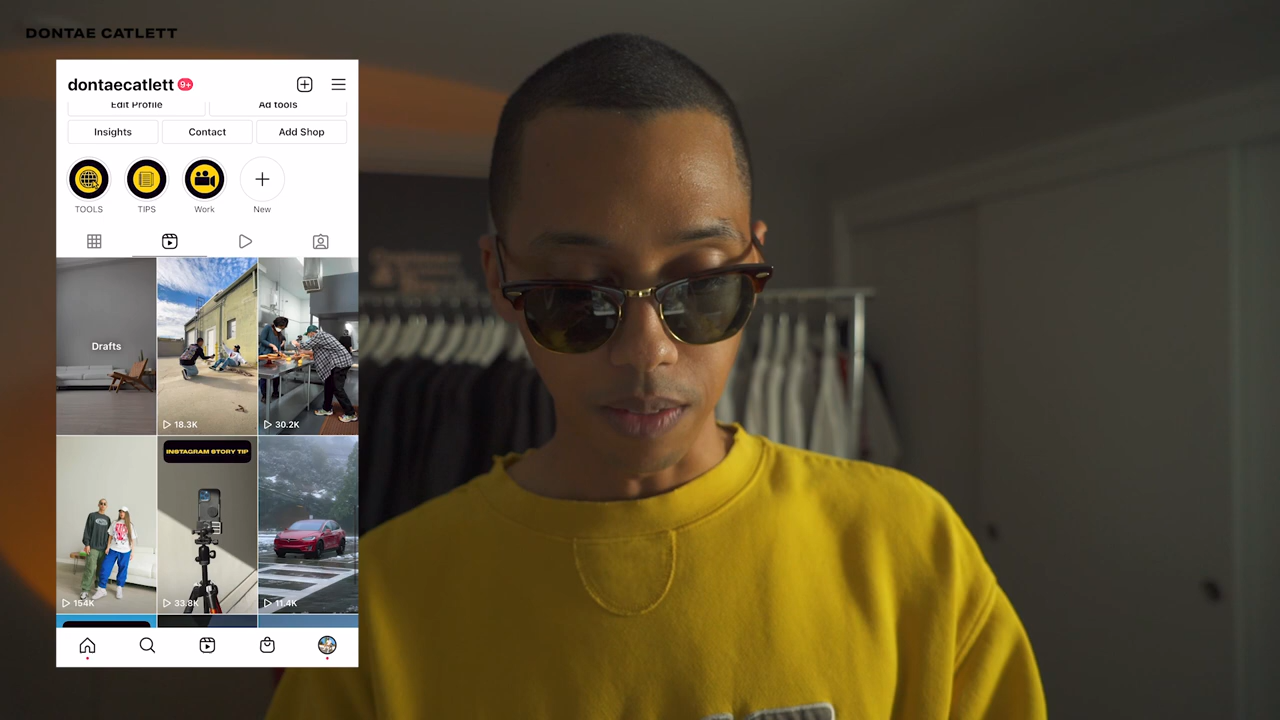 DONTAE CATLETT
dontaecatlett 9+
Edit Profile Ad tools
Insights Contact Add Shop
TOOLS TIPS Work New
Drafts
18.3K
30.2K
INSTAGRAM STORY TIP
154K
33.8K
11.4K